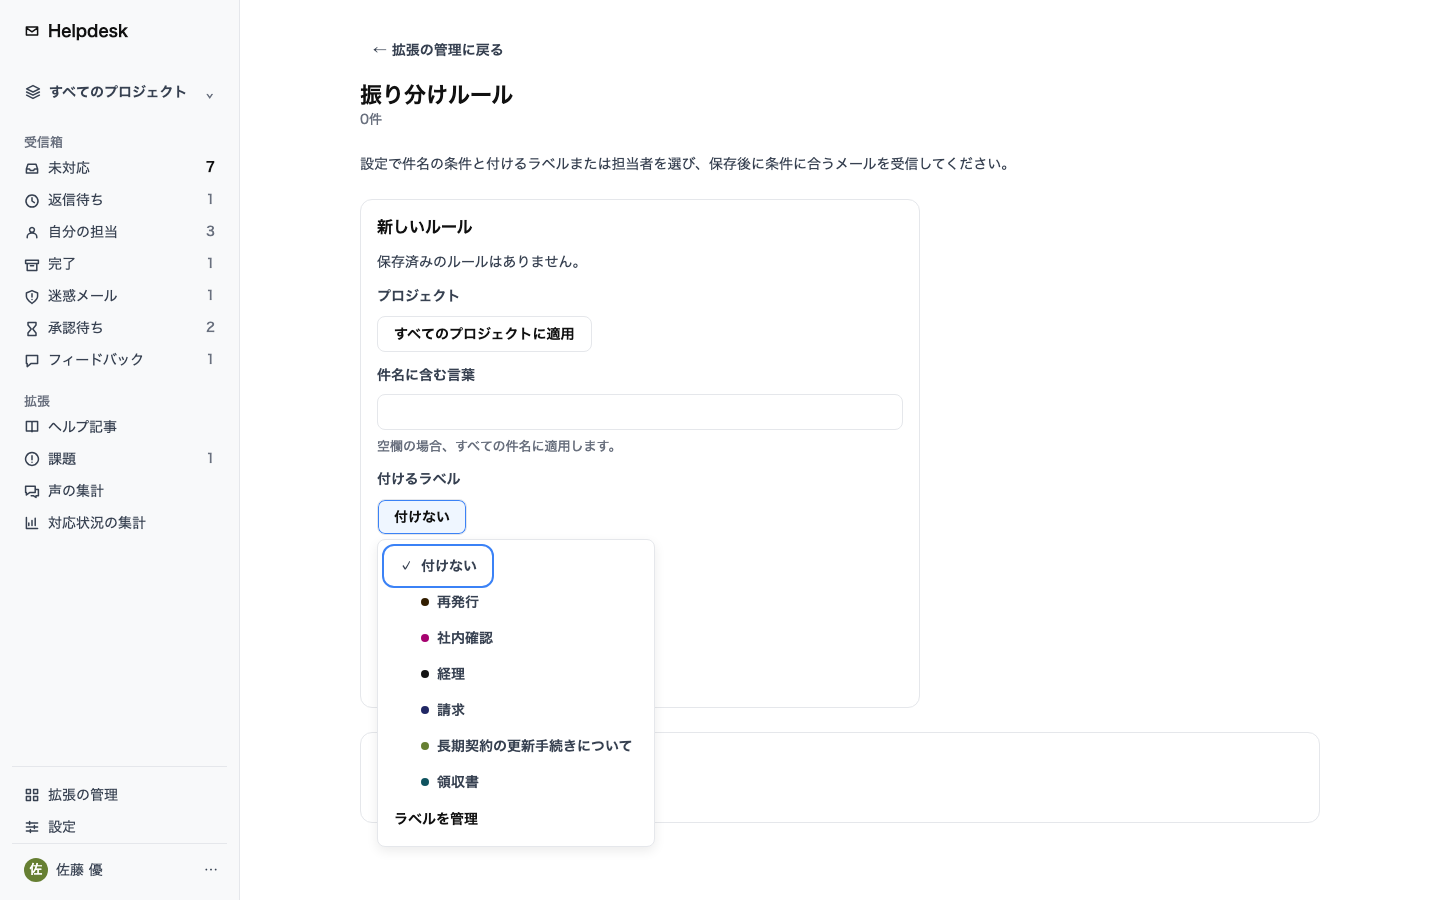 Helpdesk
すべてのプロジェクト
受信箱
未対応 7
返信待ち 1
自分の担当 3
完了 1
迷惑メール 1
承認待ち 2
フィードバック 1
拡張
ヘルプ記事
課題 1
声の集計
対応状況の集計
拡張の管理
設定
佐 佐藤 優 …
← 拡張の管理に戻る
振り分けルール
0件
設定で件名の条件と付けるラベルまたは担当者を選び、保存後に条件に合うメールを受信してください。
新しいルール
保存済みのルールはありません。
プロジェクト
すべてのプロジェクトに適用
件名に含む言葉
空欄の場合、すべての件名に適用します。
付けるラベル
付けない
✓ 付けない
再発行
社内確認
経理
請求
長期契約の更新手続きについて
領収書
ラベルを管理